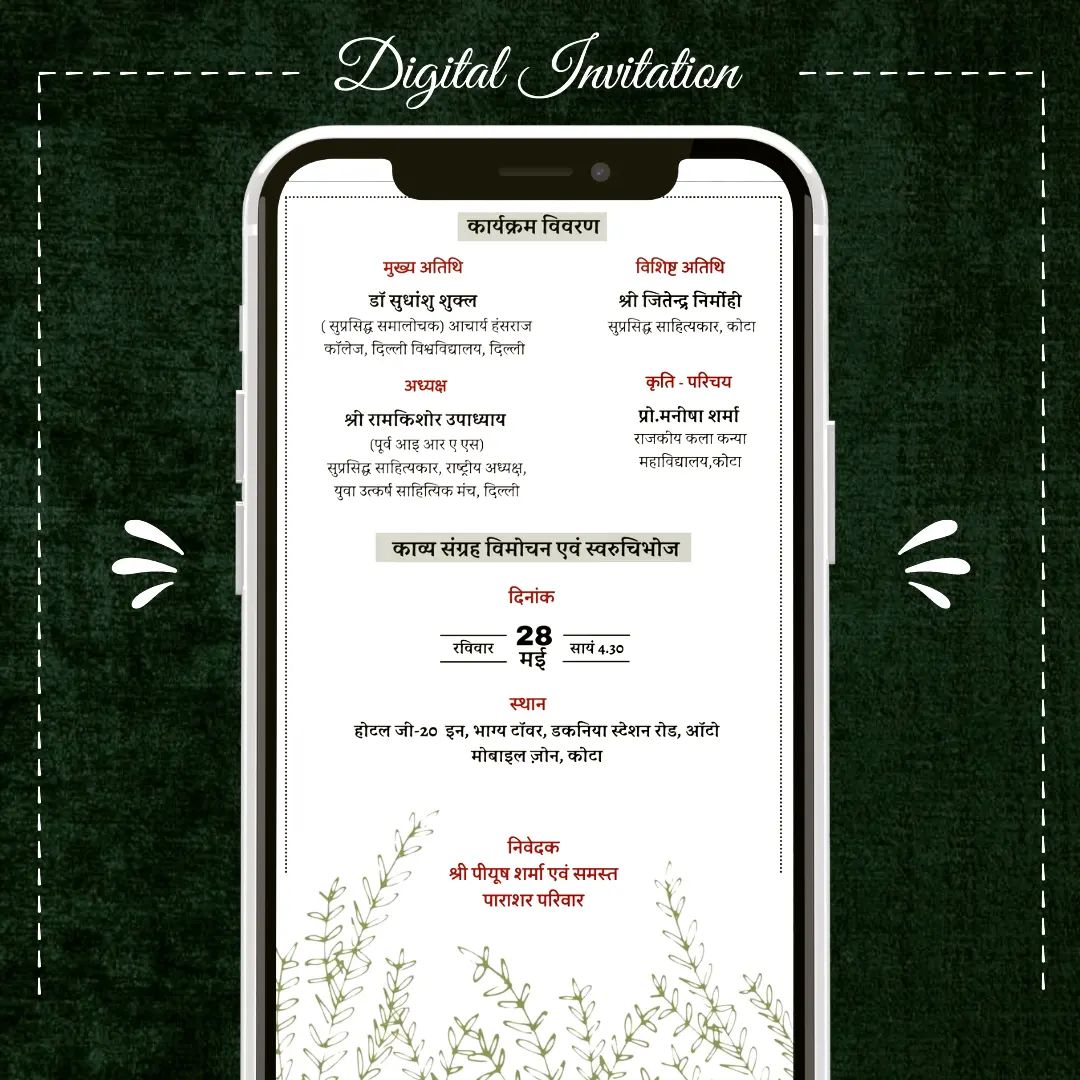 Digital Invitation
कार्यक्रम विवरण
मुख्य अतिथि
डॉ सुधांशु शुक्ल
( सुप्रसिद्ध समालोचक) आचार्य हंसराज
कॉलेज, दिल्ली विश्वविद्यालय, दिल्ली
विशिष्ट अतिथि
श्री जितेन्द्र निर्मोही
सुप्रसिद्ध साहित्यकार, कोटा
अध्यक्ष
श्री रामकिशोर उपाध्याय
(पूर्व आइ आर ए एस)
सुप्रसिद्ध साहित्यकार, राष्ट्रीय अध्यक्ष,
युवा उत्कर्ष साहित्यिक मंच, दिल्ली
कृति - परिचय
प्रो.मनीषा शर्मा
राजकीय कला कन्या
महाविद्यालय,कोटा
काव्य संग्रह विमोचन एवं स्वरुचिभोज
दिनांक
रविवार 28 सायं 4.30
मई
स्थान
होटल जी-20 इन, भाग्य टॉवर, डकनिया स्टेशन रोड, ऑटो
मोबाइल ज़ोन, कोटा
निवेदक
श्री पीयूष शर्मा एवं समस्त
पाराशर परिवार